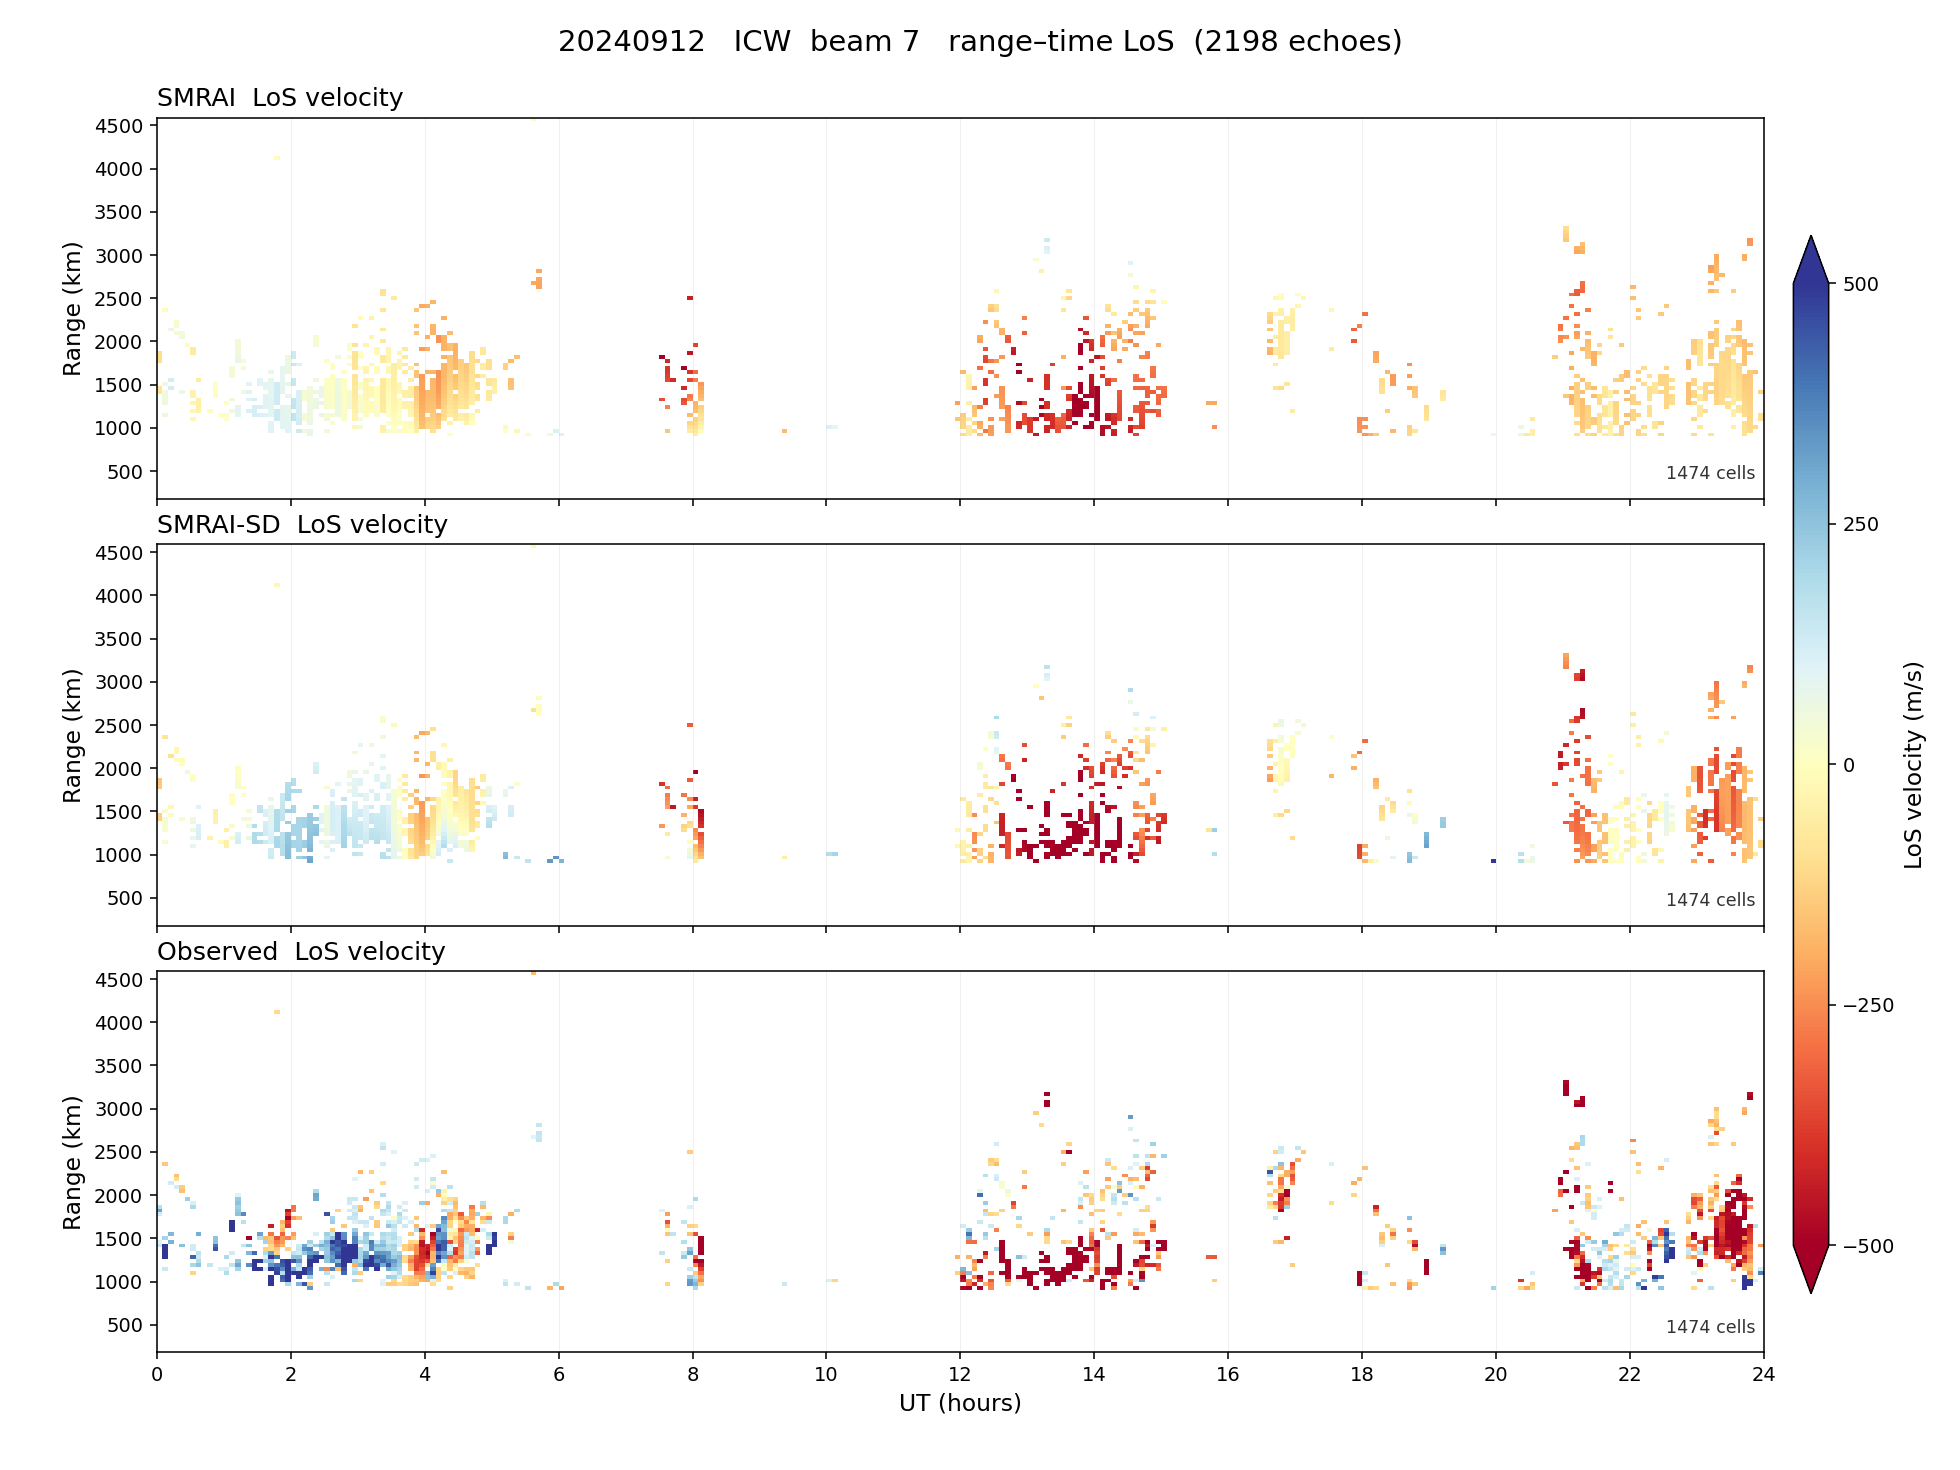 20240912 ICW beam 7 range–time LoS (2198 echoes)
SMRAI LoS velocity
4500
4000
3500
3000
2500
2000
1500
1000
500
Range (km)
1474 cells
SMRAI-SD LoS velocity
4500
4000
3500
3000
2500
2000
1500
1000
500
Range (km)
1474 cells
Observed LoS velocity
4500
4000
3500
3000
2500
2000
1500
1000
500
Range (km)
1474 cells
0 2 4 6 8 10 12 14 16 18 20 22 24
UT (hours)
500
250
0
−250
−500
LoS velocity (m/s)